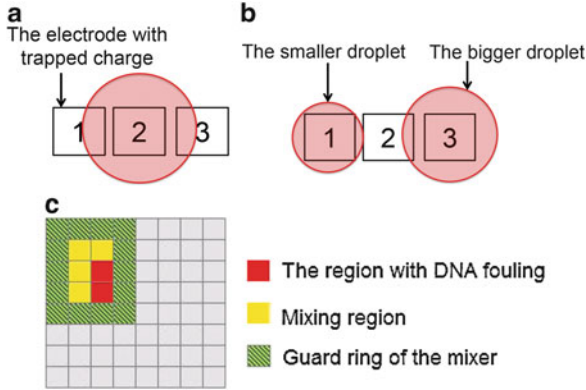 a
The electrode with
trapped charge
1 2 3
b
The smaller droplet
The bigger droplet
1 2 3
c
The region with DNA fouling
Mixing region
Guard ring of the mixer